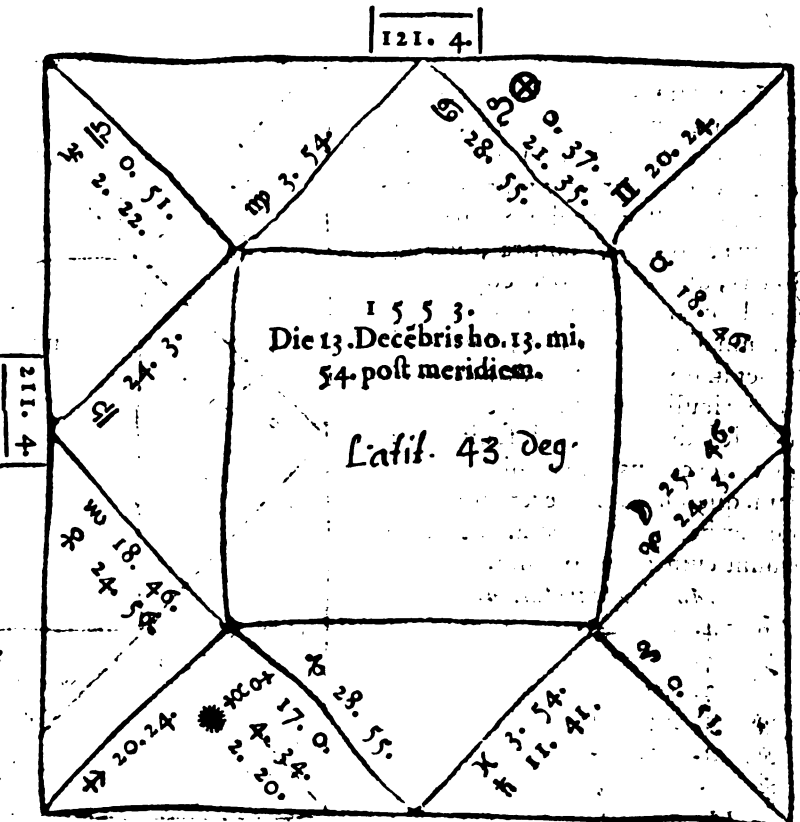 121. 4.
♎ 0. 51.
♃ 2. 22.
♍ 3. 54.
♋ 28. 55.
♌ 21. 35.
⊗ 0. 37.
♊ 20. 24.
♎ 24. 3.
211. 4.
♉ 18. 46.
1 5 5 3.
Die 13. Decēbris ho. 13. mi.
54. post meridiem.
Latit. 43 deg.
☽ 25. 46.
♈ 24. 3.
♏ 18. 46.
24.
♐ 20. 24.
17. 0.
4. 34.
2. 20.
♑ 28. 55.
♓ 3. 54.
♄ 11. 41.
0. 51.